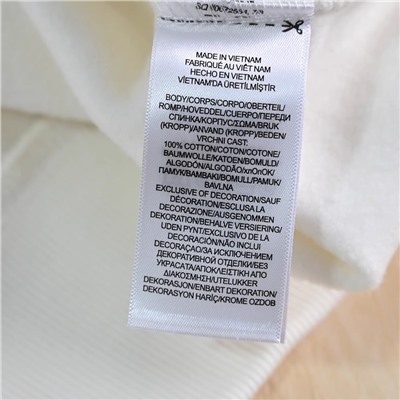 MADE IN VIETNAM
FABRIQUÉ AU VIÊT NAM
HECHO EN VIETNAM
VİETNAM'DA ÜRETİLMİŞTİR
BODY/CORPS/CORPO/OBERTEIL/
ROMP/HOVEDDEL/CUERPO/ПЕРЕДИ
СПИНКА/КОРПУС/ΣΩΜΑ/BRUK
(KROPP)/ANVAND (KROPP)/BEDEN/
VRCHNI CAST:
100% COTTON/COTON/COTONE/
BAUMWOLLE/KATOEN/BOMULD/
ALGODÓN/ALGODÃO/хлОпОК/
ПАМУК/ΒΑΜΒΑΚΙ/BOMULL/PAMUK/
BAVLNA
EXCLUSIVE OF DECORATION/SAUF
DÉCORATION/ESCLUSA LA
DECORAZIONE/AUSGENOMMEN
DEKORATION/BEHALVE VERSIERING/
UDEN PYNT/EXCLUSIVO DE LA
DECORACIÓN/NÃO INCLUI
DECORAÇAO/ЗА ИСКЛЮЧЕНИЕМ
ДЕКОРАТИВНОЙ ОТДЕЛКИ/БЕЗ
УКРАСАТА/ΑΠΟΚΛΕΙΣΤΙΚΗ ΑΠΟ
ΔΙΑΚΟΣΜΗΣΗ/UTELUKKER
DEKORASJON/ENBART DEKORATION/
DEKORASYON HARİÇ/KROME OZDOB